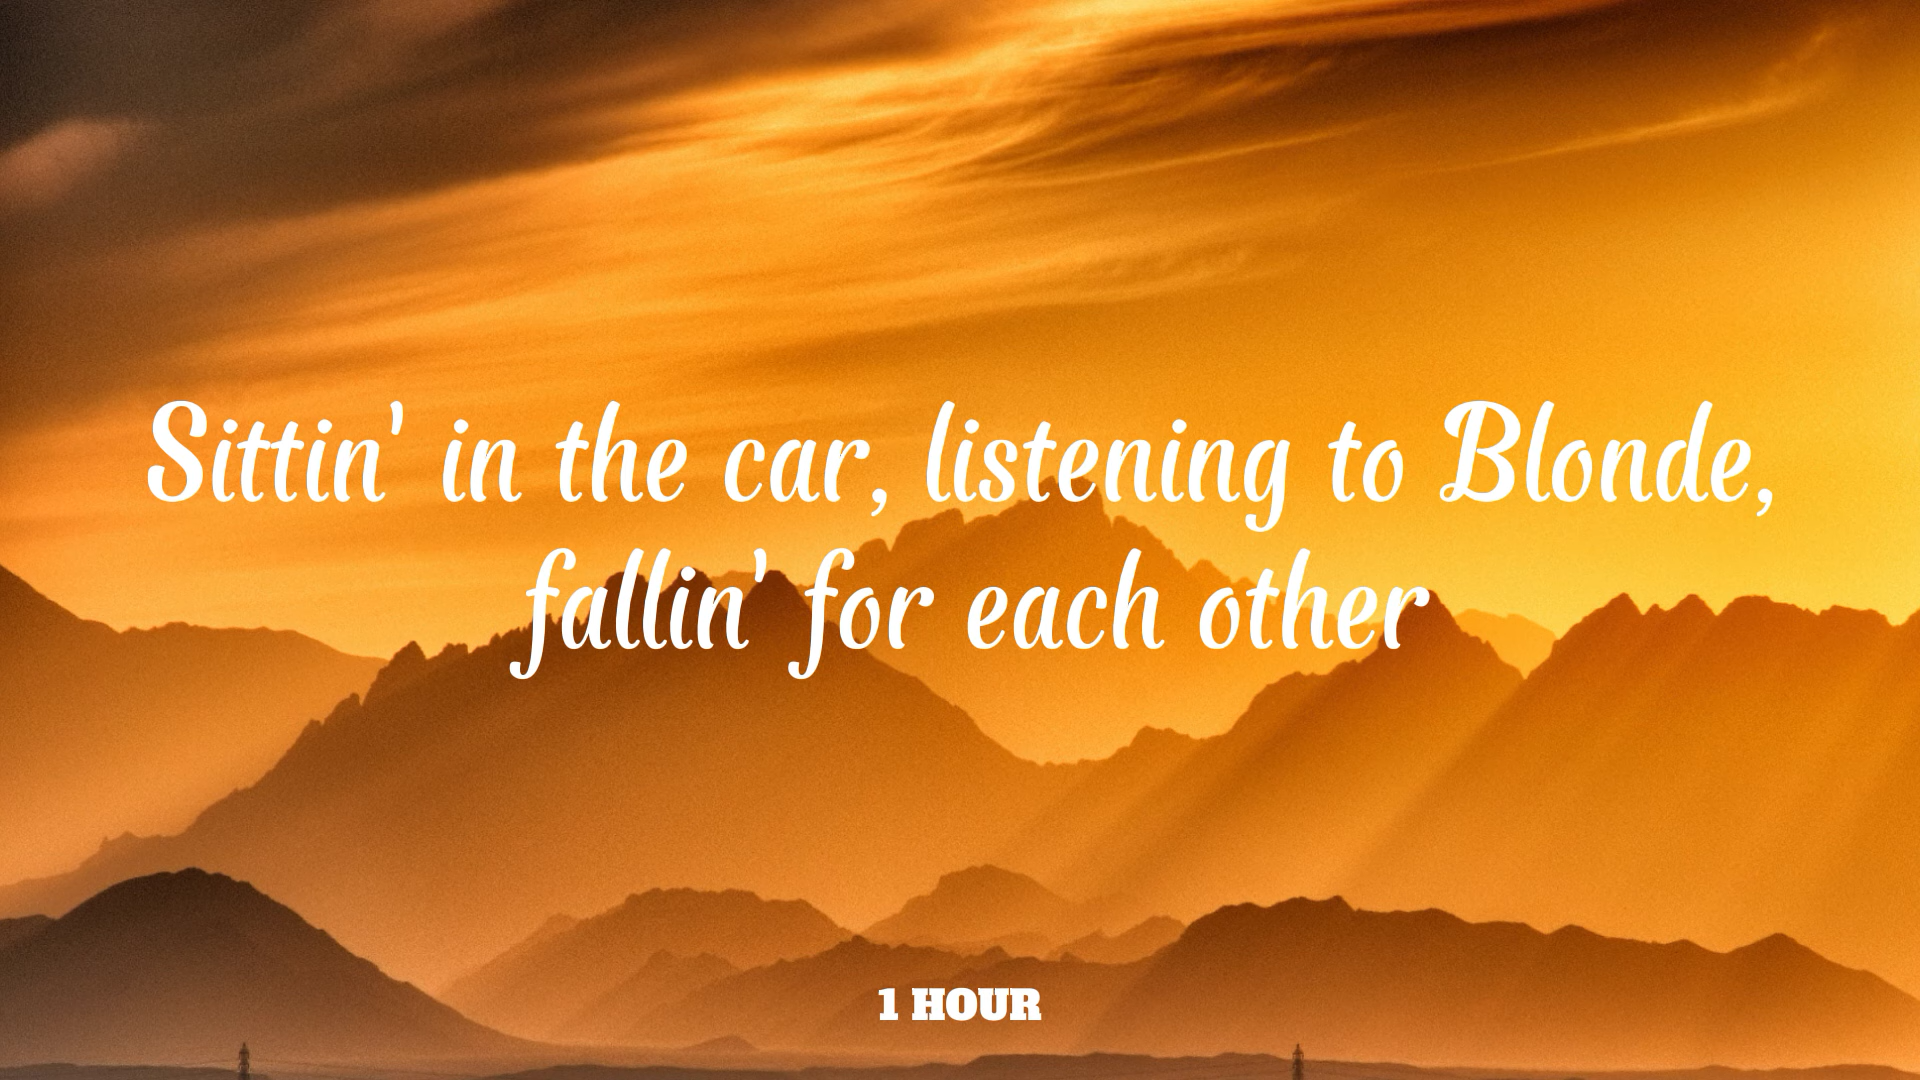 Sittin' in the car, listening to Blonde,
fallin' for each other
1 HOUR